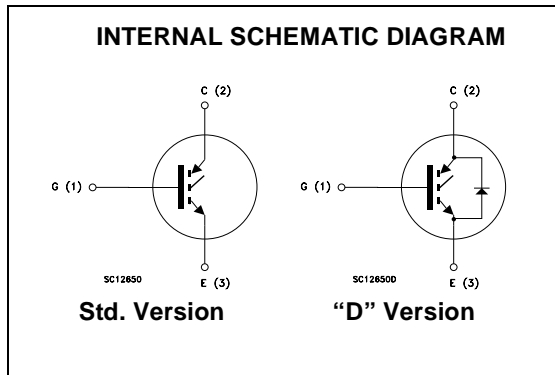 INTERNAL SCHEMATIC DIAGRAM
C (2)
C (2)
G (1)
G (1)
SC12650
E (3)
SC12650D
E (3)
Std. Version
“D” Version